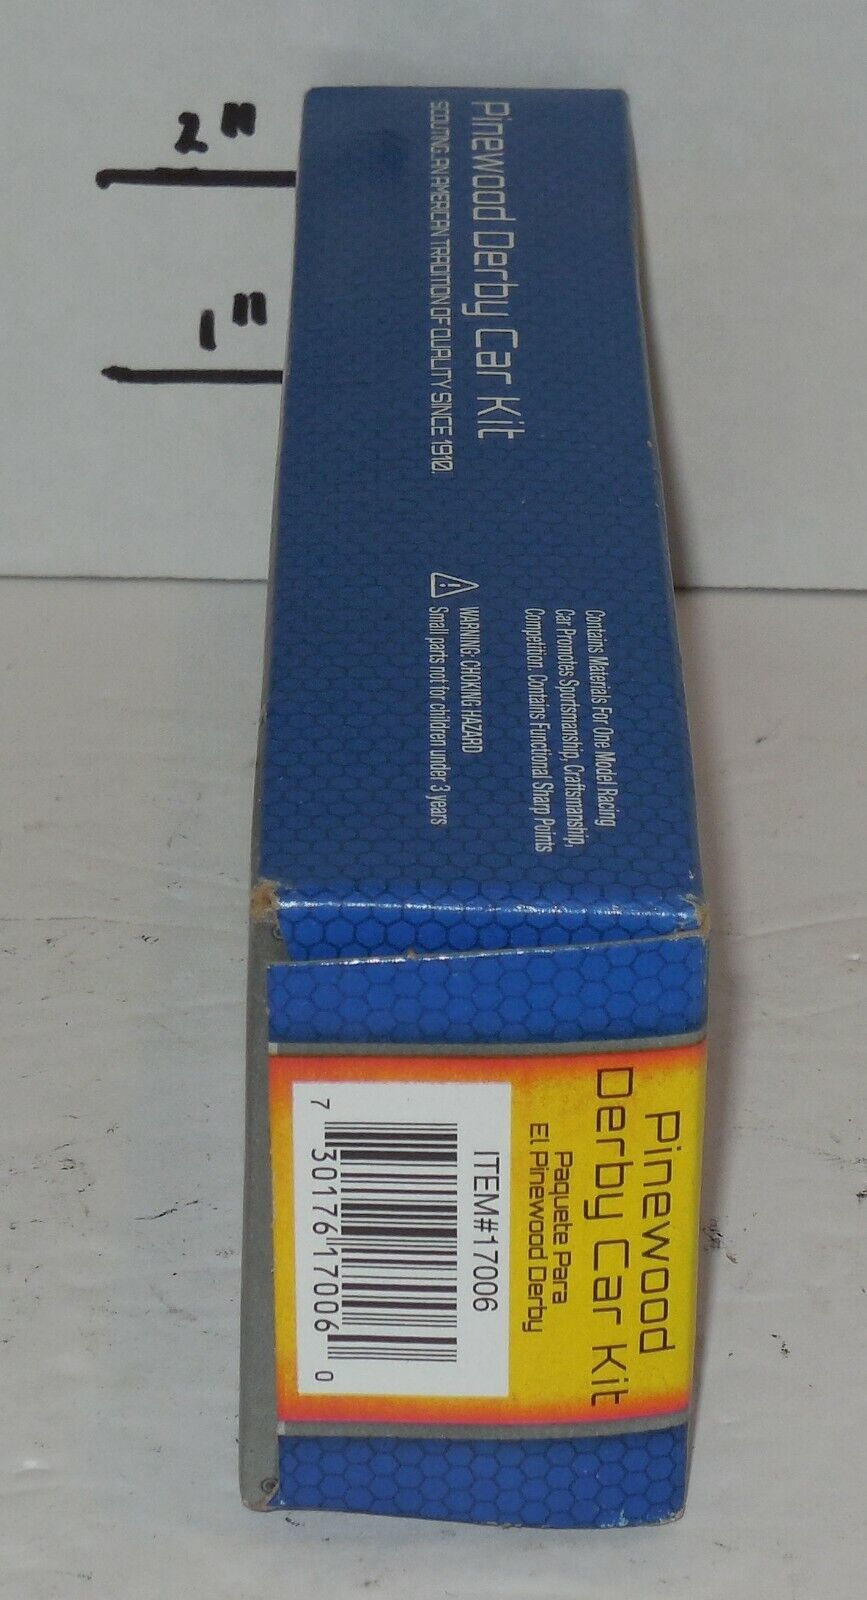 2"
1"
Pinewood Derby Car Kit
SCOUTING. AN AMERICAN TRADITION OF QUALITY SINCE 1910.
Contains Materials For One Model Racing
Car Promotes Sportsmanship, Craftsmanship,
Competition. Contains Functional Sharp Points
WARNING: CHOKING HAZARD
Small parts not for children under 3 years
Pinewood
Derby Car Kit
Paquete Para
El Pinewood Derby
ITEM#17006
7 30176 17006 0